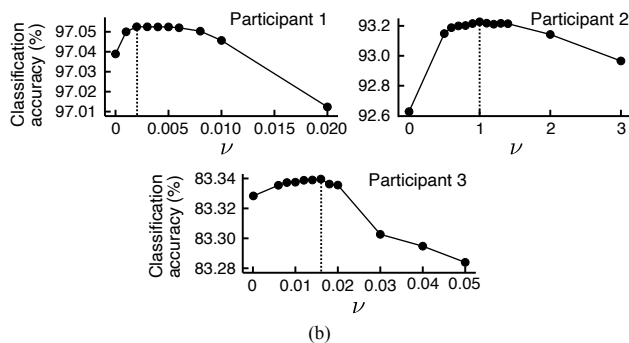 Participant 1
Classification
accuracy (%)
97.05
97.04
97.03
97.02
97.01
0
0.005
0.010
0.015
0.020
ν
Participant 2
Classification
accuracy (%)
93.2
93.0
92.8
92.6
0
1
2
3
ν
Participant 3
Classification
accuracy (%)
83.34
83.32
83.30
83.28
0
0.01
0.02
0.03
0.04
0.05
ν
(b)